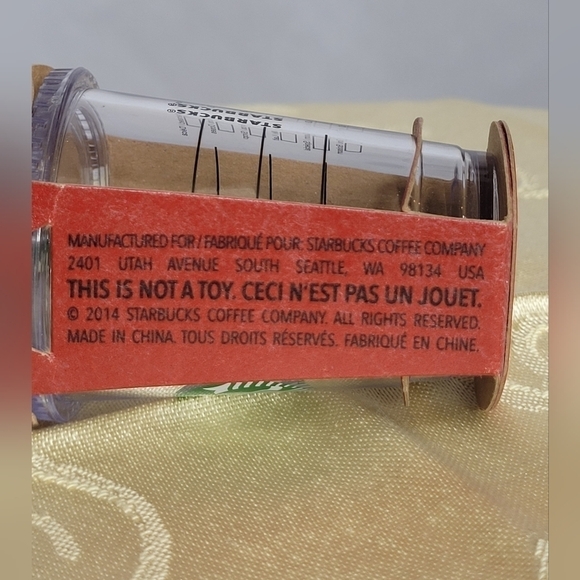 STARBUCKS®
STARBUCKS®
MANUFACTURED FOR / FABRIQUÉ POUR: STARBUCKS COFFEE COMPANY
2401 UTAH AVENUE SOUTH SEATTLE, WA 98134 USA
THIS IS NOT A TOY. CECI N'EST PAS UN JOUET.
© 2014 STARBUCKS COFFEE COMPANY. ALL RIGHTS RESERVED.
MADE IN CHINA. TOUS DROITS RÉSERVÉS. FABRIQUÉ EN CHINE.